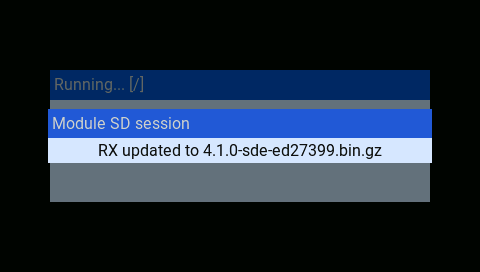 Running... [/]
Module SD session
RX updated to 4.1.0-sde-ed27399.bin.gz